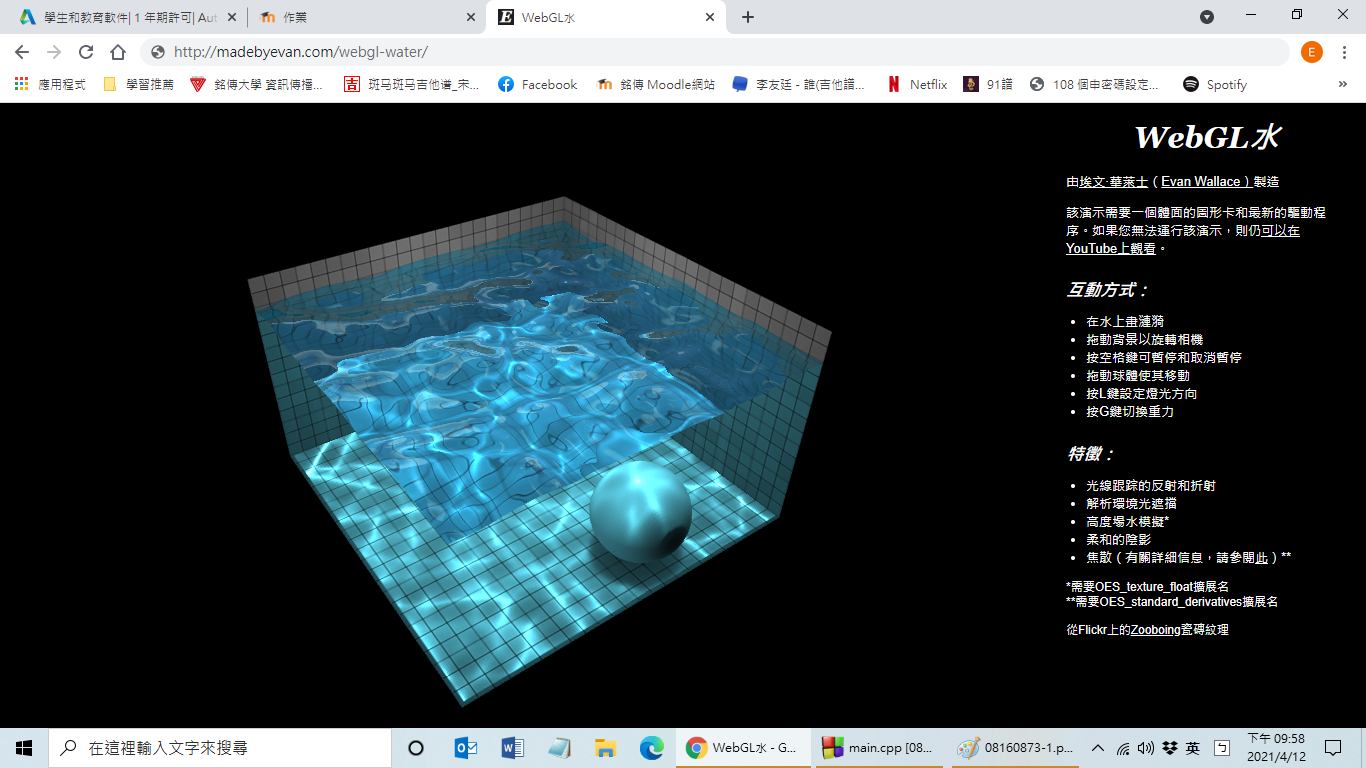 學生和教育軟件| 1 年期許可| Aut
作業
WebGL水
http://madebyevan.com/webgl-water/
E
應用程式
學習推薦
銘傳大學 資訊傳播...
吉
斑马斑马吉他谱_宋...
Facebook
銘傳 Moodle網站
李友廷 - 誰(吉他譜...
Netflix
91譜
108 個申密碼設定...
Spotify
»
WebGL水
由埃文·華萊士（Evan Wallace）製造
該演示需要一個體面的圖形卡和最新的驅動程
序。如果您無法運行該演示，則仍可以在
YouTube上觀看。
互動方式：
• 在水上畫漣漪
• 拖動背景以旋轉相機
• 按空格鍵可暫停和取消暫停
• 拖動球體使其移動
• 按L鍵設定燈光方向
• 按G鍵切換重力
特徵：
• 光線跟踪的反射和折射
• 解析環境光遮擋
• 高度場水模擬*
• 柔和的陰影
• 焦散（有關詳細信息，請參閱此）**
*需要OES_texture_float擴展名
**需要OES_standard_derivatives擴展名
從Flickr上的Zooboing瓷磚紋理
在這裡輸入文字來搜尋
WebGL水 - G...
main.cpp [08...
08160873-1.p...
英
ㄅ
下午 09:58
2021/4/12